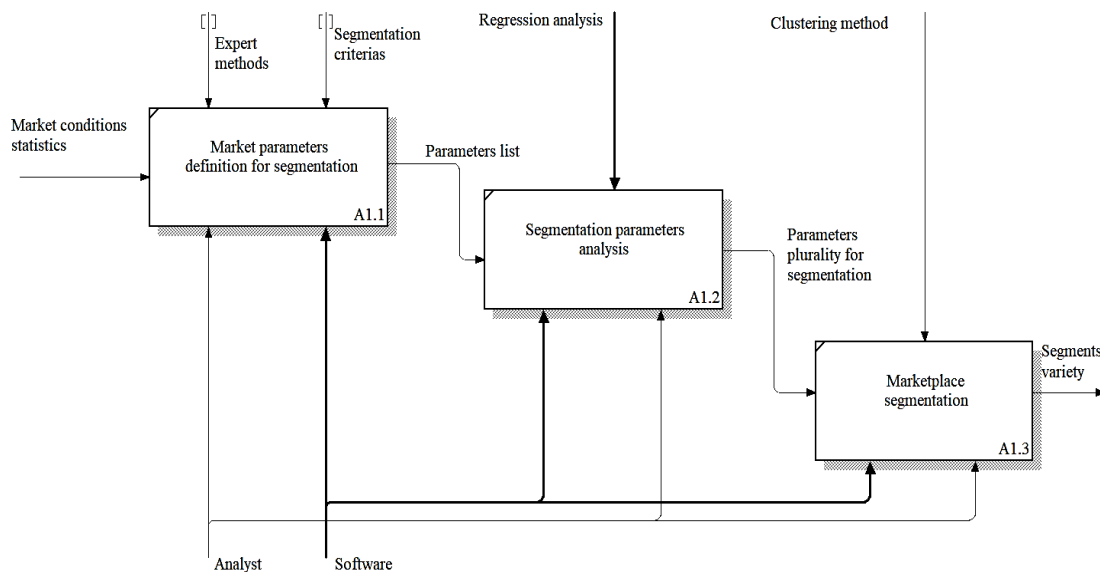 Regression analysis
Clustering method
Expert
methods
Segmentation
criterias
Market conditions
statistics
Market parameters
definition for segmentation
A1.1
Parameters list
Segmentation parameters
analysis
A1.2
Parameters
plurality for
segmentation
Marketplace
segmentation
A1.3
Segments
variety
Analyst
Software